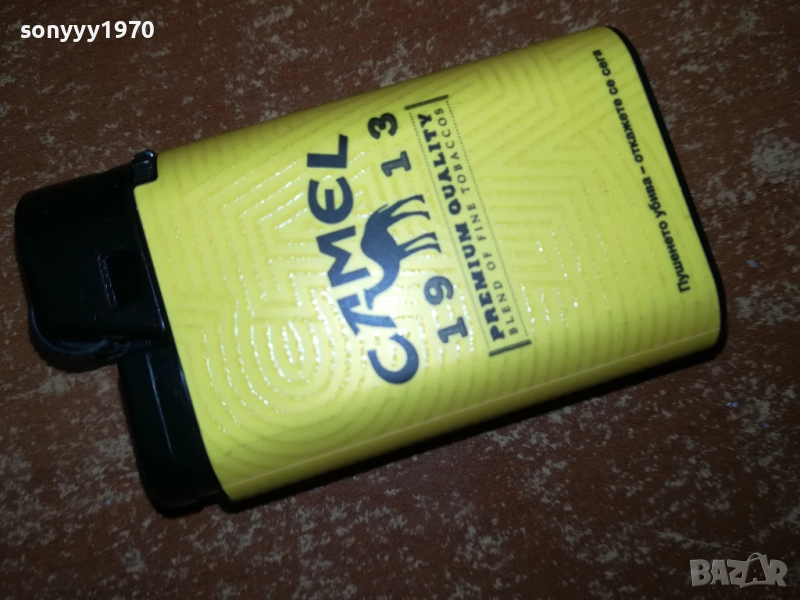 sonyyy1970
CAMEL
19 13
PREMIUM QUALITY
BLEND OF FINE TOBACCOS
Пушенето убива – откажете се сега
BAZAR